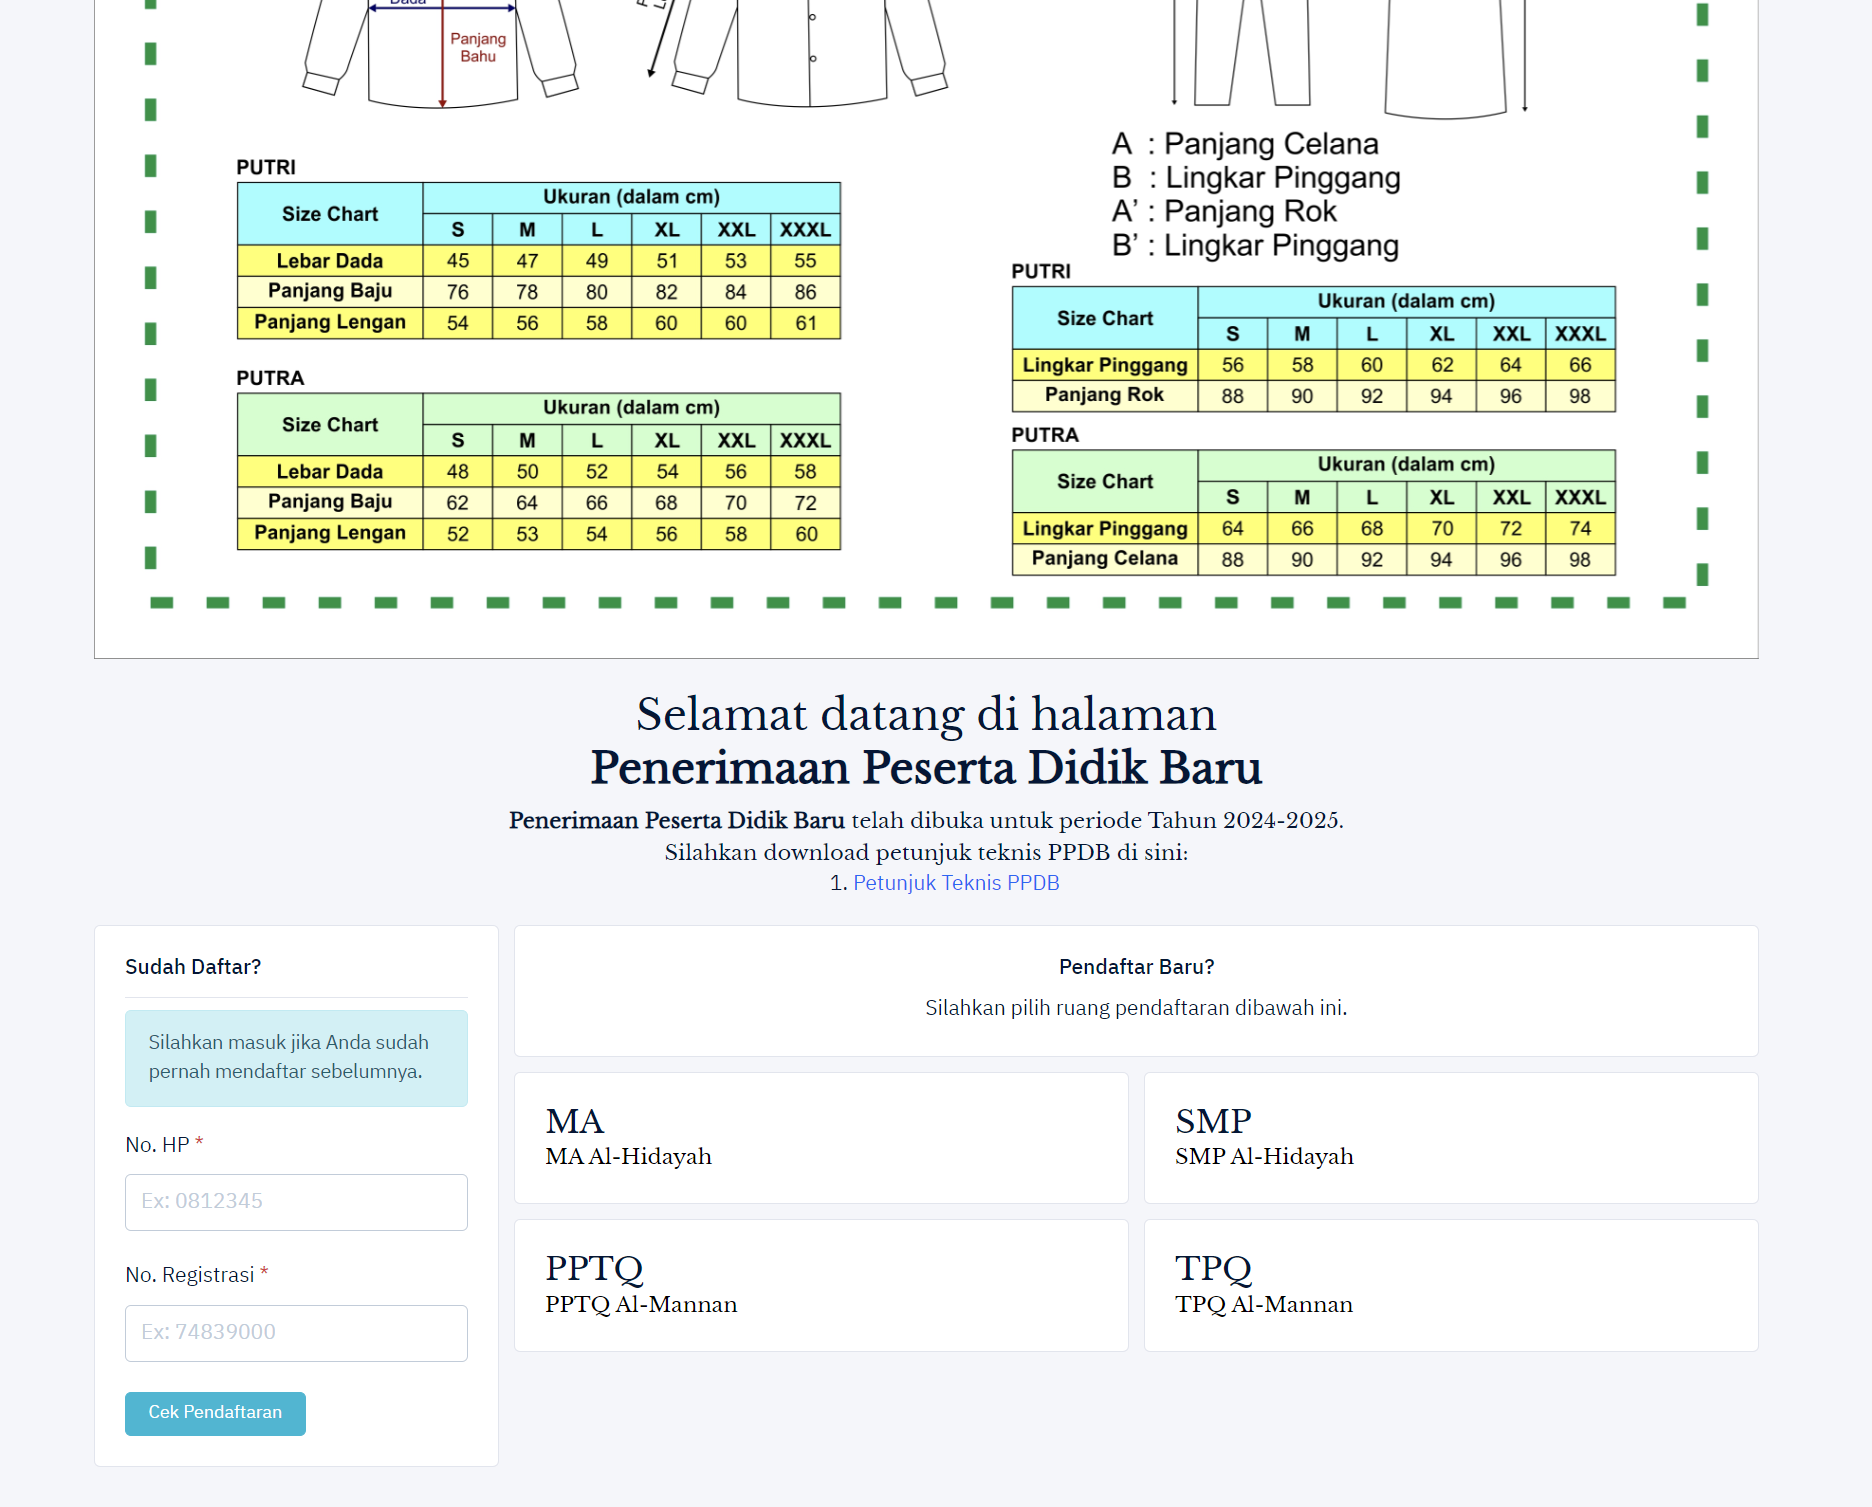 Dada
Panjang
Bahu
PUTRI
Size Chart Ukuran (dalam cm)
S M L XL XXL XXXL
Lebar Dada 45 47 49 51 53 55
Panjang Baju 76 78 80 82 84 86
Panjang Lengan 54 56 58 60 60 61
PUTRA
Size Chart Ukuran (dalam cm)
S M L XL XXL XXXL
Lebar Dada 48 50 52 54 56 58
Panjang Baju 62 64 66 68 70 72
Panjang Lengan 52 53 54 56 58 60
A : Panjang Celana
B : Lingkar Pinggang
A’ : Panjang Rok
B’ : Lingkar Pinggang
PUTRI
Size Chart Ukuran (dalam cm)
S M L XL XXL XXXL
Lingkar Pinggang 56 58 60 62 64 66
Panjang Rok 88 90 92 94 96 98
PUTRA
Size Chart Ukuran (dalam cm)
S M L XL XXL XXXL
Lingkar Pinggang 64 66 68 70 72 74
Panjang Celana 88 90 92 94 96 98
Selamat datang di halaman
Penerimaan Peserta Didik Baru
Penerimaan Peserta Didik Baru telah dibuka untuk periode Tahun 2024-2025.
Silahkan download petunjuk teknis PPDB di sini:
1. Petunjuk Teknis PPDB
Sudah Daftar?
Silahkan masuk jika Anda sudah
pernah mendaftar sebelumnya.
No. HP *
Ex: 0812345
No. Registrasi *
Ex: 74839000
Cek Pendaftaran
Pendaftar Baru?
Silahkan pilih ruang pendaftaran dibawah ini.
MA
MA Al-Hidayah
SMP
SMP Al-Hidayah
PPTQ
PPTQ Al-Mannan
TPQ
TPQ Al-Mannan